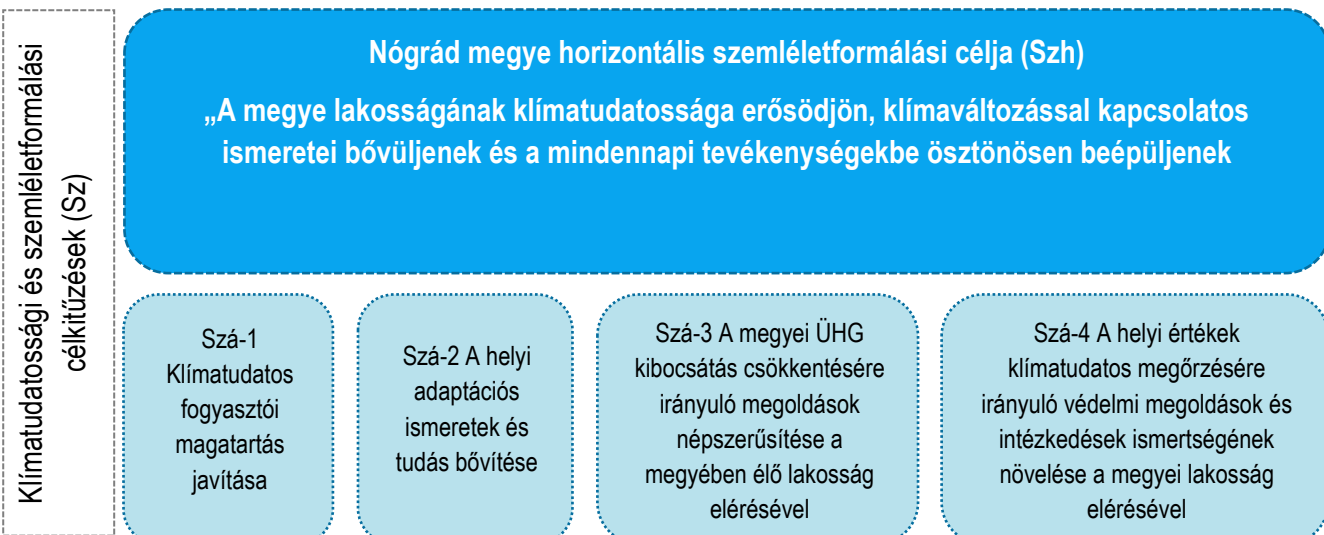 Klímatudatossági és szemléletformálási
célkitűzések (Sz)
Nógrád megye horizontális szemléletformálási célja (Szh)
„A megye lakosságának klímatudatossága erősödjön, klímaváltozással kapcsolatos
ismeretei bővüljenek és a mindennapi tevékenységekbe ösztönösen beépüljenek
Szá-1
Klímatudatos
fogyasztói
magatartás
javítása
Szá-2 A helyi
adaptációs
ismeretek és
tudás bővítése
Szá-3 A megyei ÜHG
kibocsátás csökkentésére
irányuló megoldások
népszerűsítése a
megyében élő lakosság
elérésével
Szá-4 A helyi értékek
klímatudatos megőrzésére
irányuló védelmi megoldások és
intézkedések ismertségének
növelése a megyei lakosság
elérésével